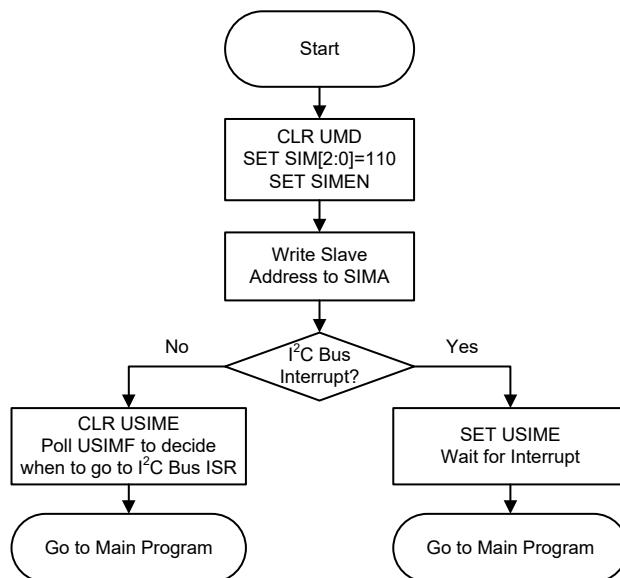 Start
CLR UMD
SET SIM[2:0]=110
SET SIMEN
Write Slave
Address to SIMA
No
I²C Bus
Interrupt?
Yes
CLR USIME
Poll USIMF to decide
when to go to I²C Bus ISR
SET USIME
Wait for Interrupt
Go to Main Program
Go to Main Program